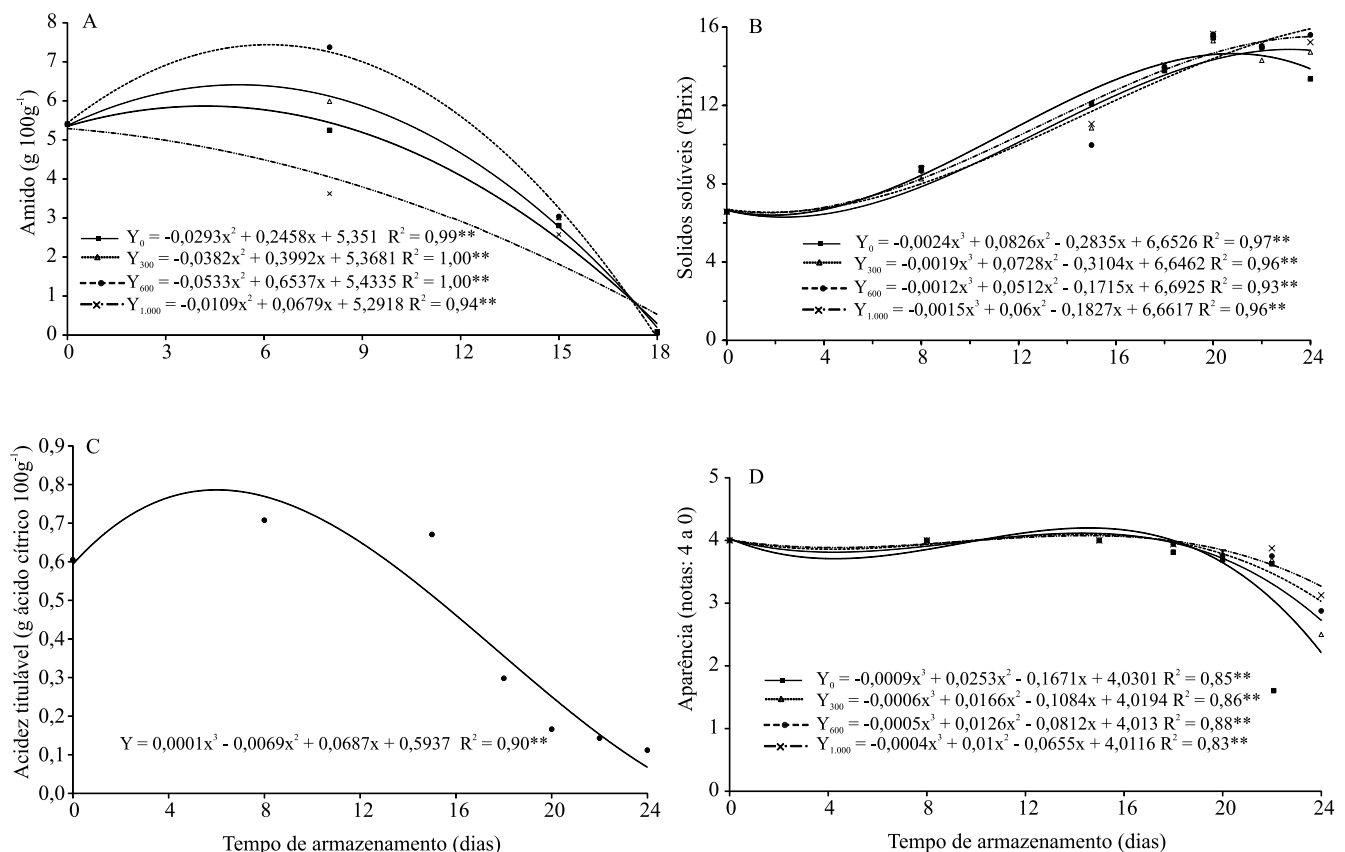 A
Amido (g 100g⁻¹)
8
7
6
5
4
3
2
1
0
Y₀ = -0,0293x² + 0,2458x + 5,351 R² = 0,99**
Y₃₀₀ = -0,0382x² + 0,3992x + 5,3681 R² = 1,00**
Y₆₀₀ = -0,0533x² + 0,6537x + 5,4335 R² = 1,00**
Y₁.₀₀₀ = -0,0109x² + 0,0679x + 5,2918 R² = 0,94**
0 3 6 9 12 15 18
B
Solidos solúveis (ºBrix)
16
12
8
4
0
Y₀ = -0,0024x³ + 0,0826x² - 0,2835x + 6,6526 R² = 0,97**
Y₃₀₀ = -0,0019x³ + 0,0728x² - 0,3104x + 6,6462 R² = 0,96**
Y₆₀₀ = -0,0012x³ + 0,0512x² - 0,1715x + 6,6925 R² = 0,93**
Y₁.₀₀₀ = -0,0015x³ + 0,06x² - 0,1827x + 6,6617 R² = 0,96**
0 4 8 12 16 20 24
C
Acidez titulável (g ácido cítrico 100g⁻¹)
0,9
0,8
0,7
0,6
0,5
0,4
0,3
0,2
0,1
0,0
Y = 0,0001x³ - 0,0069x² + 0,0687x + 0,5937 R² = 0,90**
0 4 8 12 16 20 24
Tempo de armazenamento (dias)
D
Aparência (notas: 4 a 0)
5
4
3
2
1
0
Y₀ = -0,0009x³ + 0,0253x² - 0,1671x + 4,0301 R² = 0,85**
Y₃₀₀ = -0,0006x³ + 0,0166x² - 0,1084x + 4,0194 R² = 0,86**
Y₆₀₀ = -0,0005x³ + 0,0126x² - 0,0812x + 4,013 R² = 0,88**
Y₁.₀₀₀ = -0,0004x³ + 0,01x² - 0,0655x + 4,0116 R² = 0,83**
0 4 8 12 16 20 24
Tempo de armazenamento (dias)